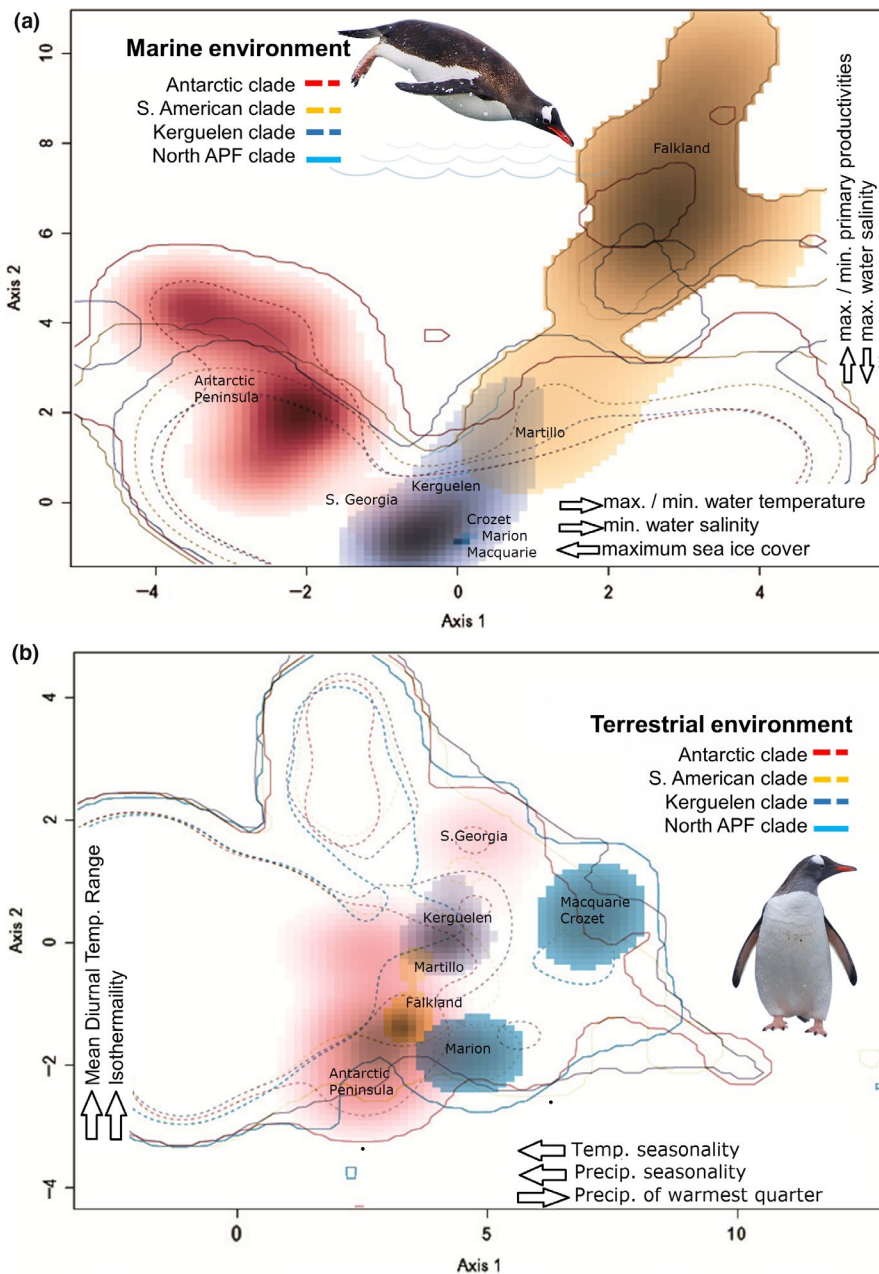 (a)
Marine environment
Antarctic clade
S. American clade
Kerguelen clade
North APF clade
Falkland
Antarctic
Peninsula
Martillo
S. Georgia
Kerguelen
Crozet
Marion
Macquarie
max. / min. primary productivities
max. water salinity
max. / min. water temperature
min. water salinity
maximum sea ice cover
Axis 2
0
2
4
6
8
10
−4
−2
0
2
4
Axis 1
(b)
Terrestrial environment
Antarctic clade
S. American clade
Kerguelen clade
North APF clade
S.Georgia
Macquarie
Crozet
Kerguelen
Martillo
Falkland
Marion
Antarctic
Peninsula
Mean Diurnal Temp. Range
Isothermaility
Temp. seasonality
Precip. seasonality
Precip. of warmest quarter
Axis 2
−4
−2
0
2
4
0
5
10
Axis 1